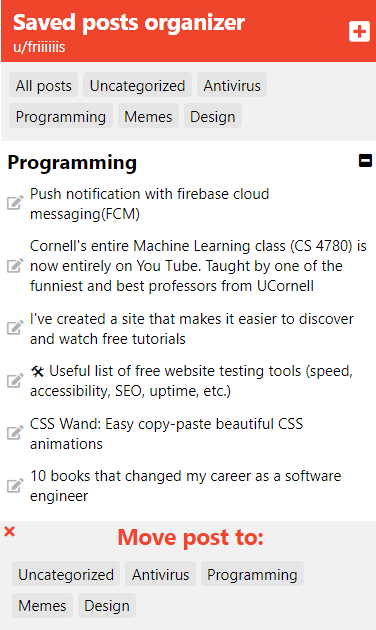 Saved posts organizer
u/friiiiiis
All posts Uncategorized Antivirus
Programming Memes Design
Programming
Push notification with firebase cloud
messaging(FCM)
Cornell's entire Machine Learning class (CS 4780) is
now entirely on You Tube. Taught by one of the
funniest and best professors from UCornell
I've created a site that makes it easier to discover
and watch free tutorials
🛠 Useful list of free website testing tools (speed,
accessibility, SEO, uptime, etc.)
CSS Wand: Easy copy-paste beautiful CSS
animations
10 books that changed my career as a software
engineer
Move post to:
Uncategorized Antivirus Programming
Memes Design